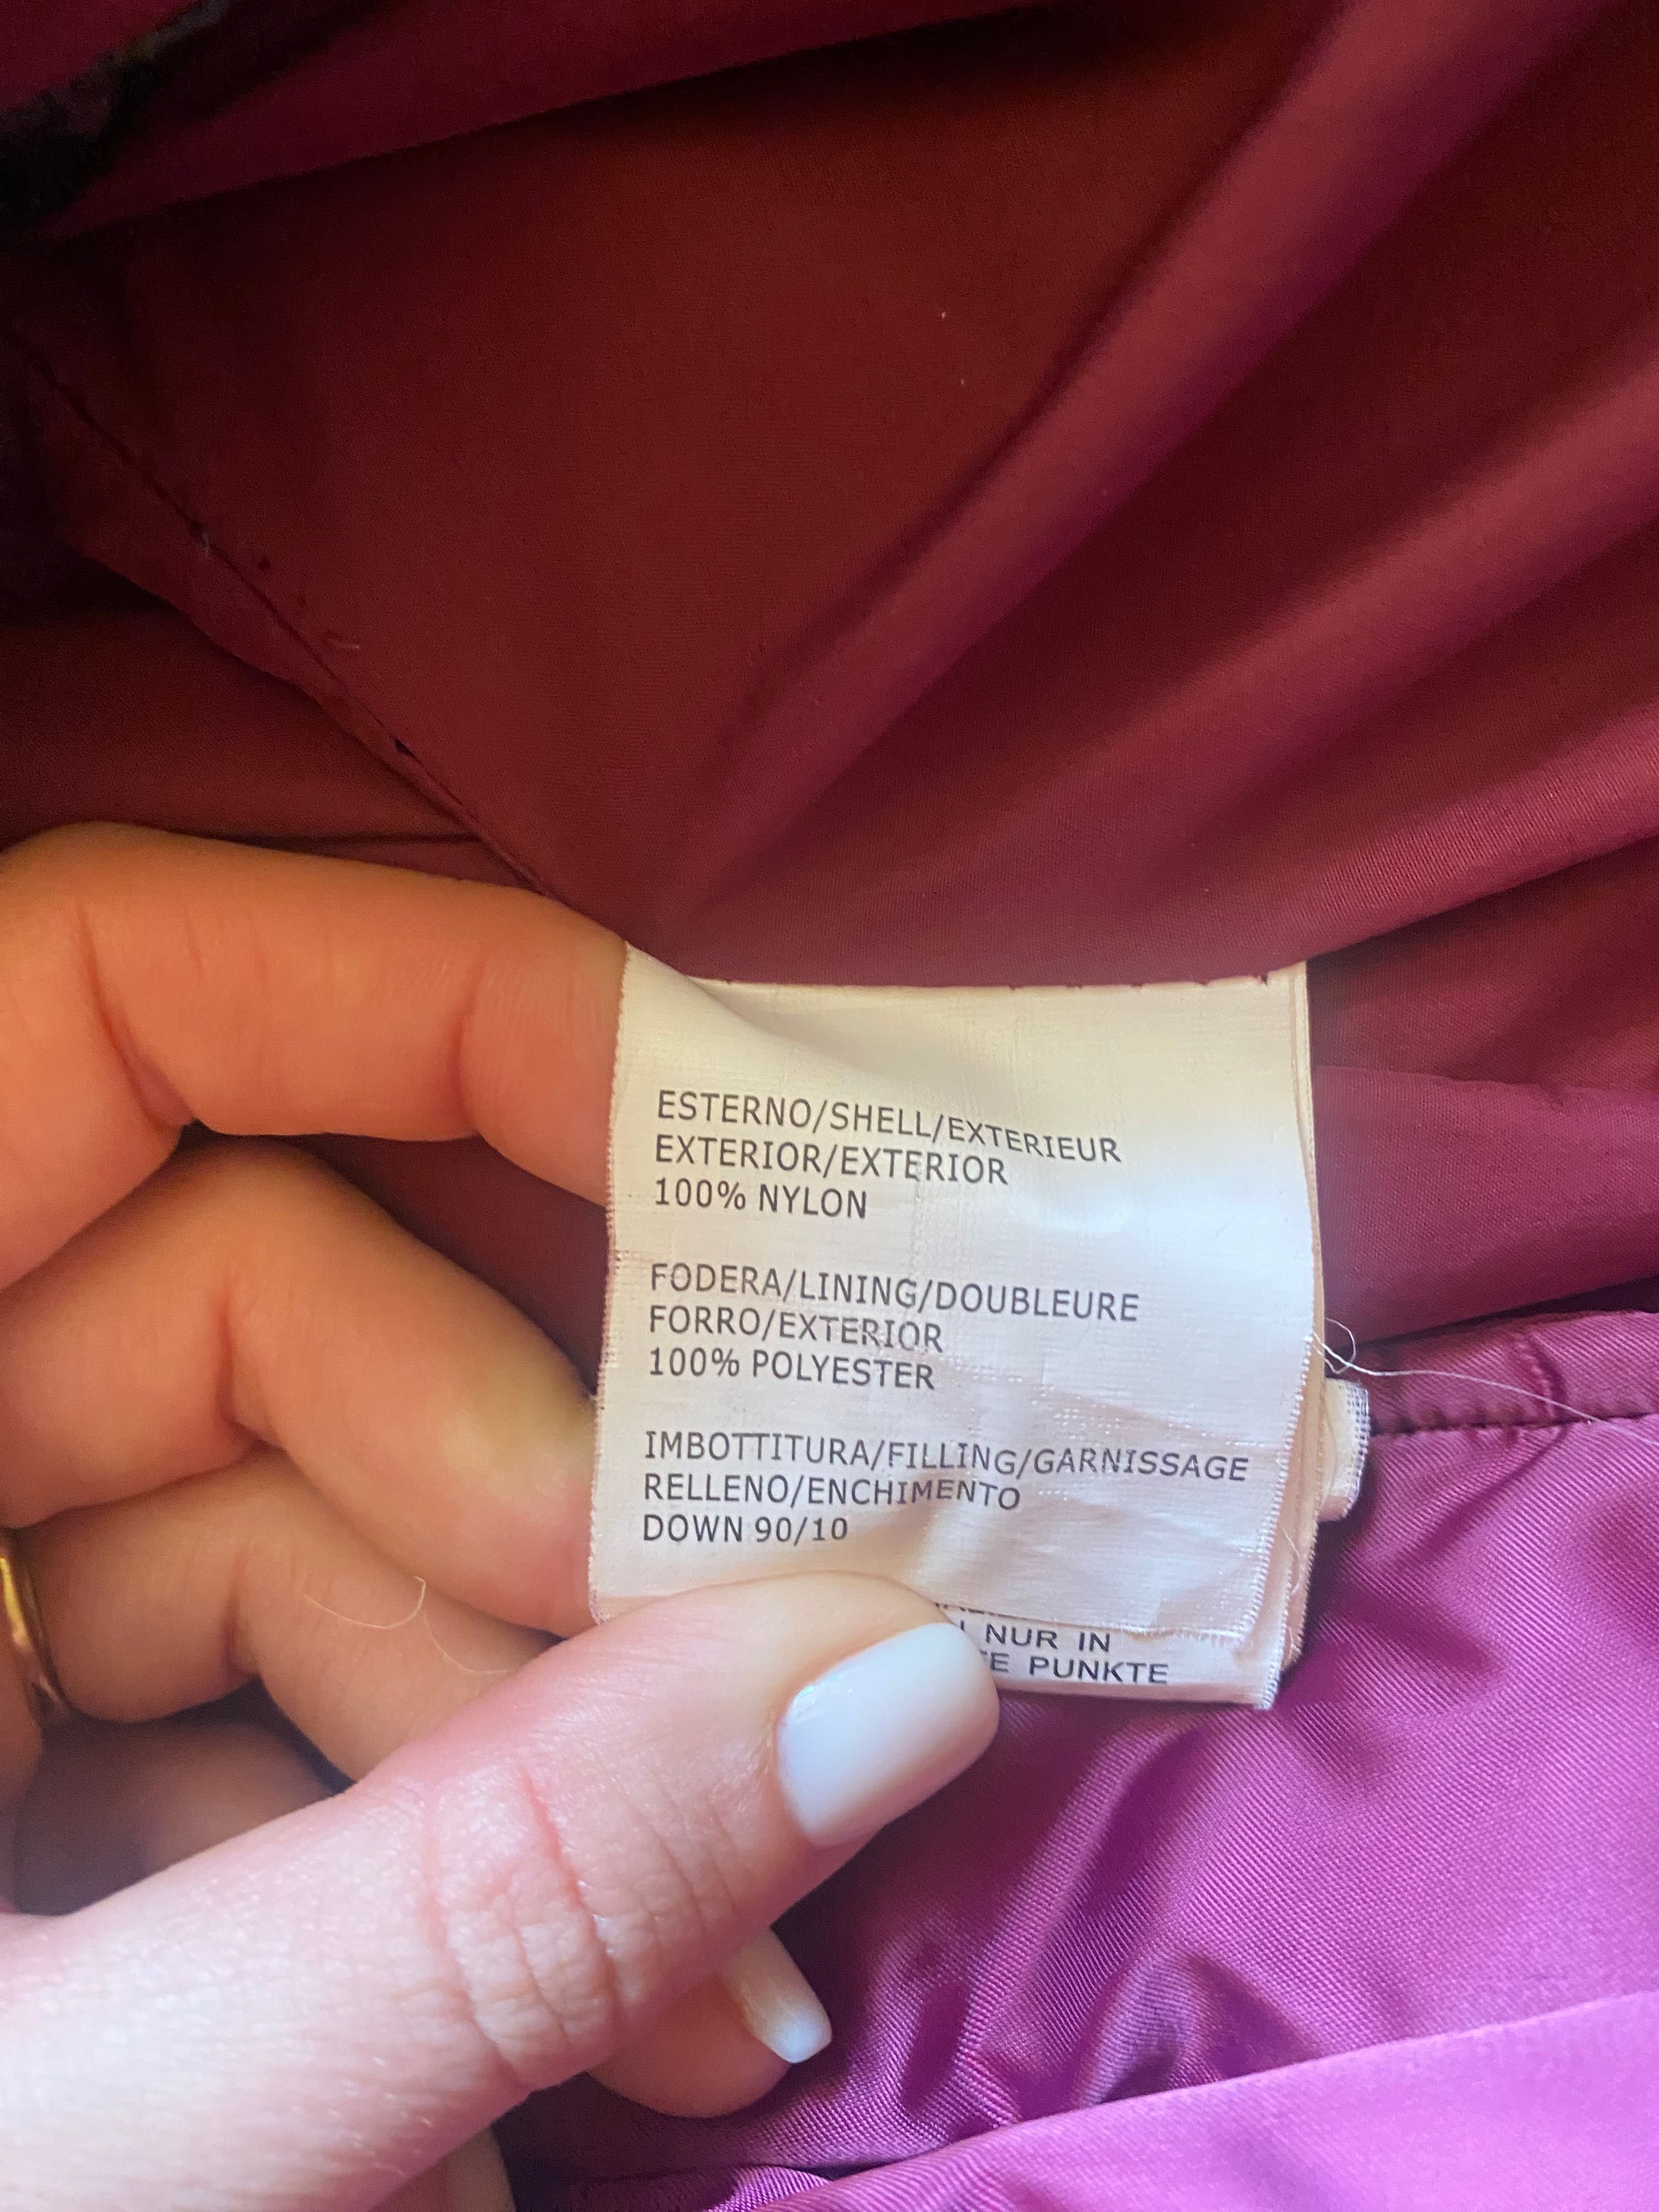 ESTERNO/SHELL/EXTERIEUR
EXTERIOR/EXTERIOR
100% NYLON
FODERA/LINING/DOUBLEURE
FORRO/EXTERIOR
100% POLYESTER
IMBOTTITURA/FILLING/GARNISSAGE
RELLENO/ENCHIMENTO
DOWN 90/10
NUR IN
PUNKTE